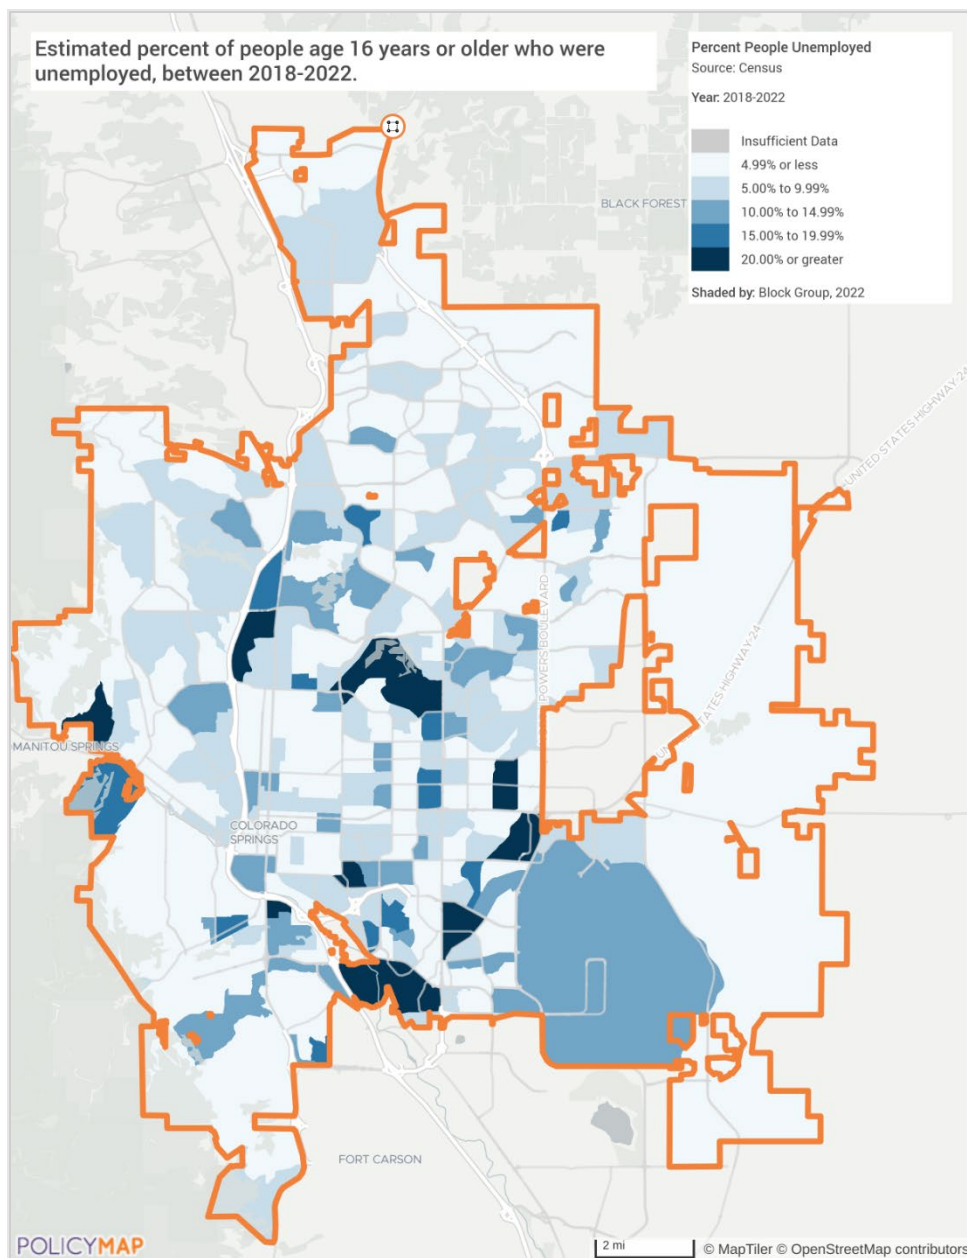 Estimated percent of people age 16 years or older who were
unemployed, between 2018-2022.
Percent People Unemployed
Source: Census
Year: 2018-2022
Insufficient Data
4.99% or less
5.00% to 9.99%
10.00% to 14.99%
15.00% to 19.99%
20.00% or greater
Shaded by: Block Group, 2022
BLACK FOREST
UNITED STATES HIGHWAY 24
POWERS BOULEVARD
STATES HIGHWAY 24
MANITOU SPRINGS
COLORADO
SPRINGS
FORT CARSON
POLICYMAP
2 mi
© MapTiler © OpenStreetMap contributors